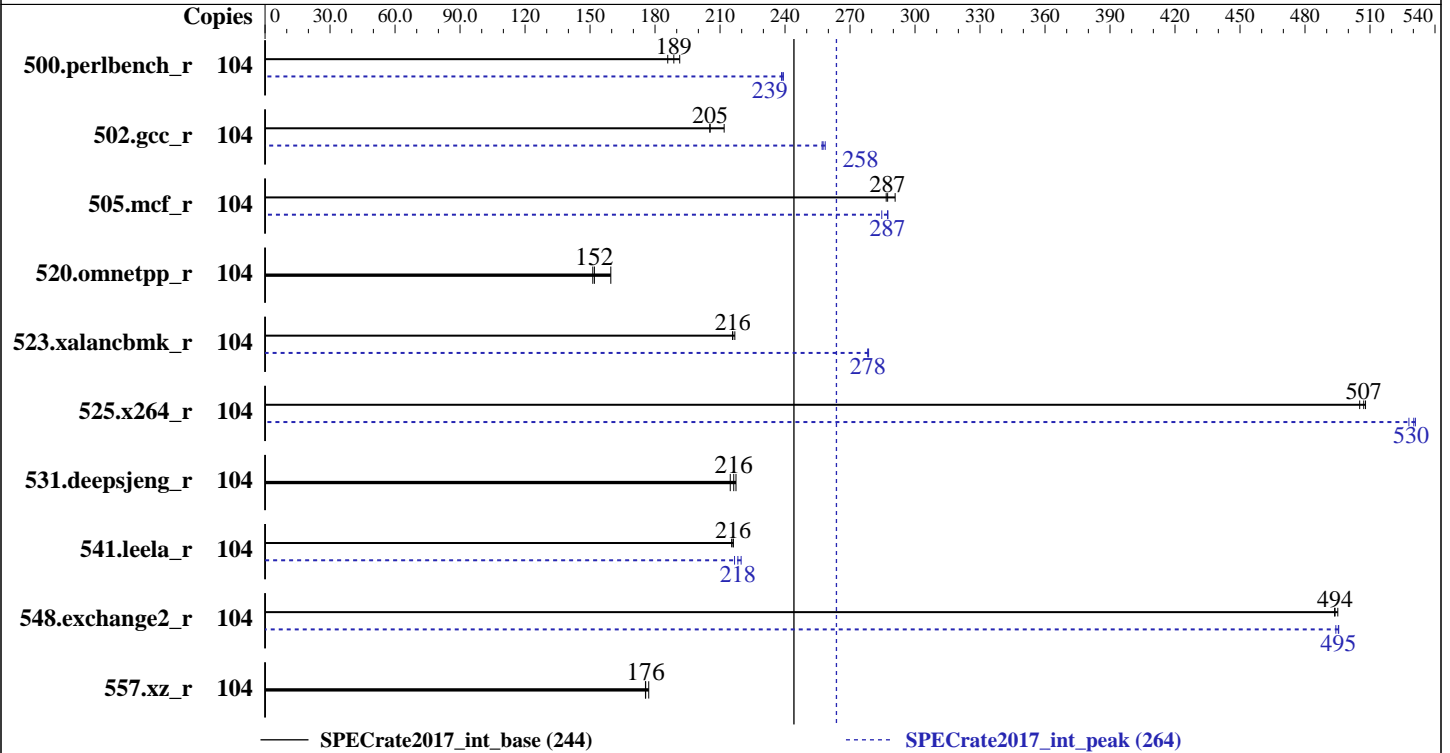 Copies 0 30.0 60.0 90.0 120 150 180 210 240 270 300 330 360 390 420 450 480 510 540
189
500.perlbench_r 104
239
205
502.gcc_r 104
258
287
505.mcf_r 104
287
152
520.omnetpp_r 104
216
523.xalancbmk_r 104
278
507
525.x264_r 104
530
216
531.deepsjeng_r 104
216
541.leela_r 104
218
494
548.exchange2_r 104
495
176
557.xz_r 104
SPECrate2017_int_base (244) SPECrate2017_int_peak (264)